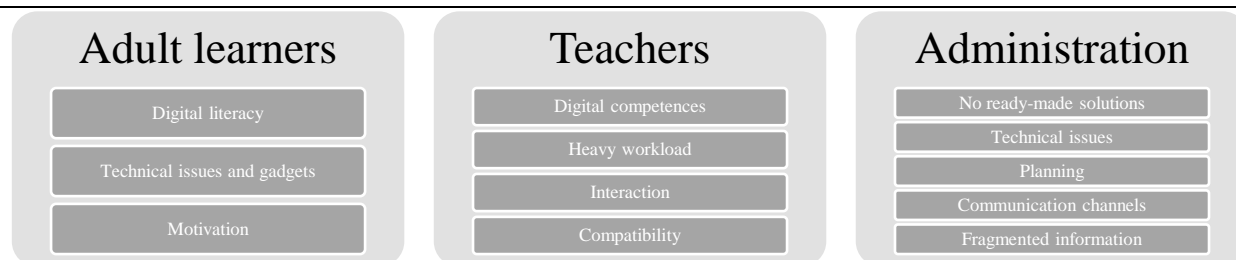 Adult learners
Digital literacy
Technical issues and gadgets
Motivation
Teachers
Digital competences
Heavy workload
Interaction
Compatibility
Administration
No ready-made solutions
Technical issues
Planning
Communication channels
Fragmented information